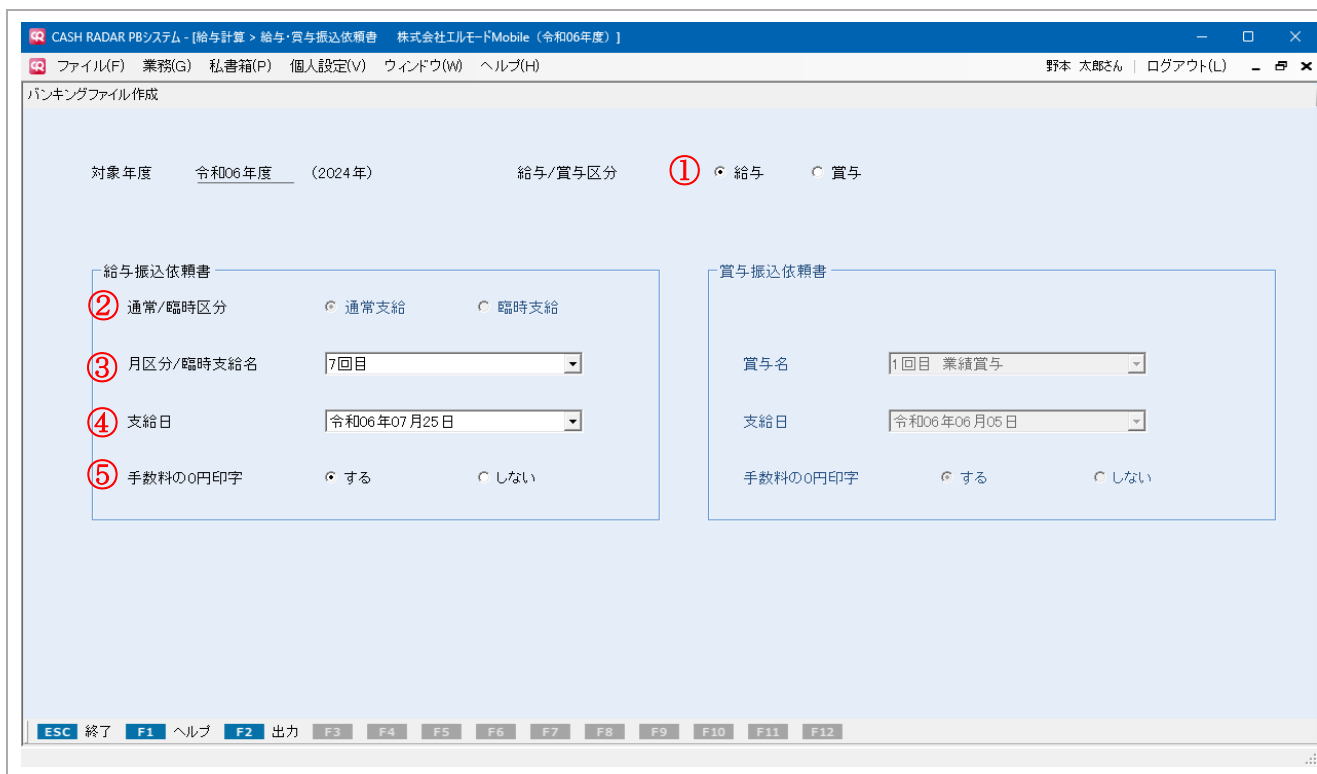 CASH RADAR PBシステム - [給与計算 > 給与・賞与振込依頼書　株式会社エルモードMobile（令和06年度）]
ファイル(F) 業務(G) 私書箱(P) 個人設定(V) ウィンドウ(W) ヘルプ(H) 野本 太郎さん | ログアウト(L)
バンキングファイル作成
対象年度 令和06年度 (2024年) 給与/賞与区分 ① 給与 賞与
給与振込依頼書
② 通常/臨時区分 通常支給 臨時支給
③ 月区分/臨時支給名 7回目
④ 支給日 令和06年07月25日
⑤ 手数料の0円印字 する しない
賞与振込依頼書
賞与名 1回目 業績賞与
支給日 令和06年06月05日
手数料の0円印字 する しない
ESC 終了 F1 ヘルプ F2 出力 F3 F4 F5 F6 F7 F8 F9 F10 F11 F12